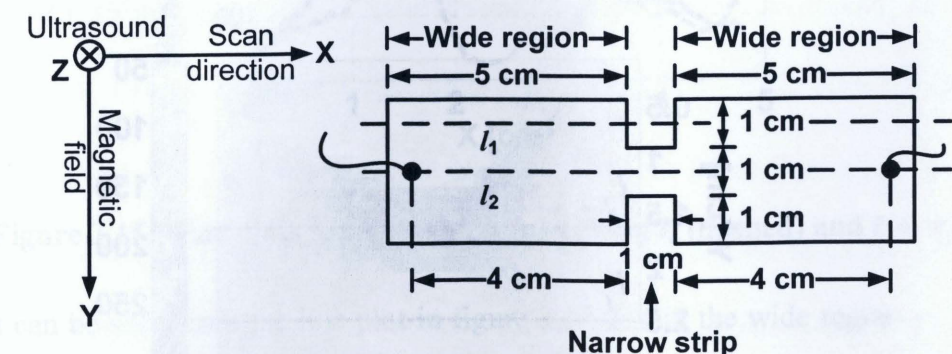 Ultrasound
Z
Scan
direction
X
Magnetic
field
Y
Wide region
Wide region
5 cm
5 cm
1 cm
l1
1 cm
l2
1 cm
1 cm
4 cm
4 cm
Narrow strip